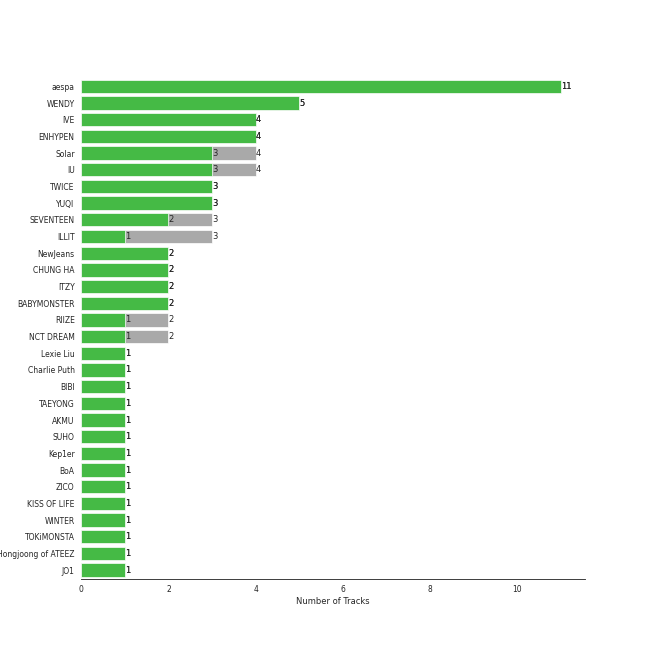 aespa 11
WENDY 5
IVE 4
ENHYPEN 4
Solar 3 4
IU 3 4
TWICE 3
YUQI 3
SEVENTEEN 2 3
ILLIT 1 3
NewJeans 2
CHUNG HA 2
ITZY 2
BABYMONSTER 2
RIIZE 1 2
NCT DREAM 1 2
Lexie Liu 1
Charlie Puth 1
BIBI 1
TAEYONG 1
AKMU 1
SUHO 1
Kep1er 1
BoA 1
ZICO 1
KISS OF LIFE 1
WINTER 1
TOKiMONSTA 1
Hongjoong of ATEEZ 1
JO1 1
0 2 4 6 8 10
Number of Tracks